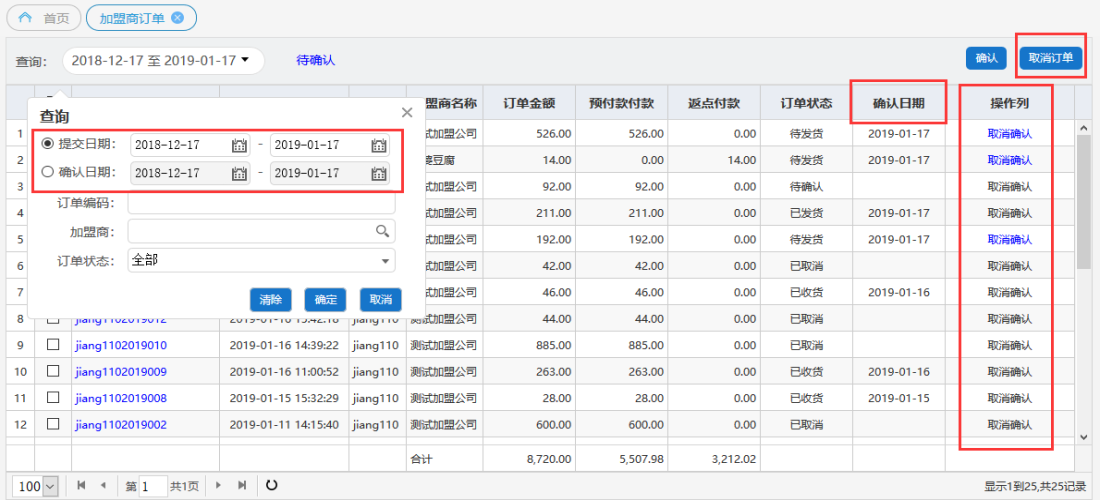 首页 加盟商订单
查询: 2018-12-17 至 2019-01-17 待确认 确认 取消订单
盟商名称 订单金额 预付款付款 返点付款 订单状态 确认日期 操作列
查询
提交日期: 2018-12-17 - 2019-01-17
确认日期: 2018-12-17 - 2019-01-17
订单编码:
加盟商:
订单状态: 全部
清除 确定 取消
1 试加盟公司 526.00 526.00 0.00 待发货 2019-01-17 取消确认
2 豆腐 14.00 0.00 14.00 待发货 2019-01-17 取消确认
3 试加盟公司 92.00 92.00 0.00 待确认 取消确认
4 试加盟公司 211.00 211.00 0.00 已发货 2019-01-17 取消确认
5 试加盟公司 192.00 192.00 0.00 待发货 2019-01-17 取消确认
6 试加盟公司 42.00 42.00 0.00 已取消 取消确认
7 试加盟公司 46.00 46.00 0.00 已收货 2019-01-16 取消确认
8 jiang1102019012 2019-01-16 15:42:16 jiang110 测试加盟公司 44.00 44.00 0.00 已取消 取消确认
9 jiang1102019010 2019-01-16 14:39:22 jiang110 测试加盟公司 885.00 885.00 0.00 已取消 取消确认
10 jiang1102019009 2019-01-16 11:00:52 jiang110 测试加盟公司 263.00 263.00 0.00 已收货 2019-01-16 取消确认
11 jiang1102019008 2019-01-15 15:32:29 jiang110 测试加盟公司 28.00 28.00 0.00 已收货 2019-01-15 取消确认
12 jiang1102019002 2019-01-11 14:15:40 jiang110 测试加盟公司 600.00 600.00 0.00 已取消 取消确认
合计 8,720.00 5,507.98 3,212.02
100 第 1 共1页 显示1到25,共25记录